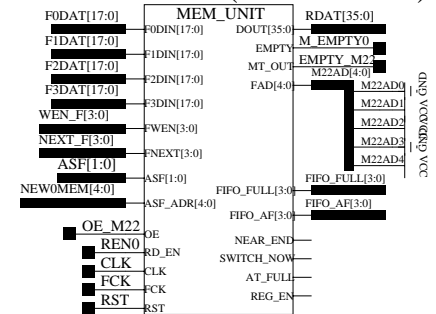 MEM_UNIT
F0DAT[17:0]
F0DIN[17:0]
F1DAT[17:0]
F1DIN[17:0]
F2DAT[17:0]
F2DIN[17:0]
F3DAT[17:0]
F3DIN[17:0]
WEN_F[3:0]
FWEN[3:0]
NEXT_F[3:0]
FNEXT[3:0]
ASF[1:0]
ASF[1:0]
NEW0MEM[4:0]
ASF_ADR[4:0]
OE_M22
OE
REN0
RD_EN
CLK
CLK
FCK
FCK
RST
RST
RDAT[35:0]
DOUT[35:0]
M_EMPTY0
EMPTY
EMPTY_M22
MT_OUT
M22AD[4:0]
FAD[4:0]
M22AD0
GND
M22AD1
VCC
M22AD2
VCC
M22AD3
GND
M22AD4
VCC
FIFO_FULL[3:0]
FIFO_FULL[3:0]
FIFO_AF[3:0]
FIFO_AF[3:0]
NEAR_END
SWITCH_NOW
AT_FULL
REG_EN